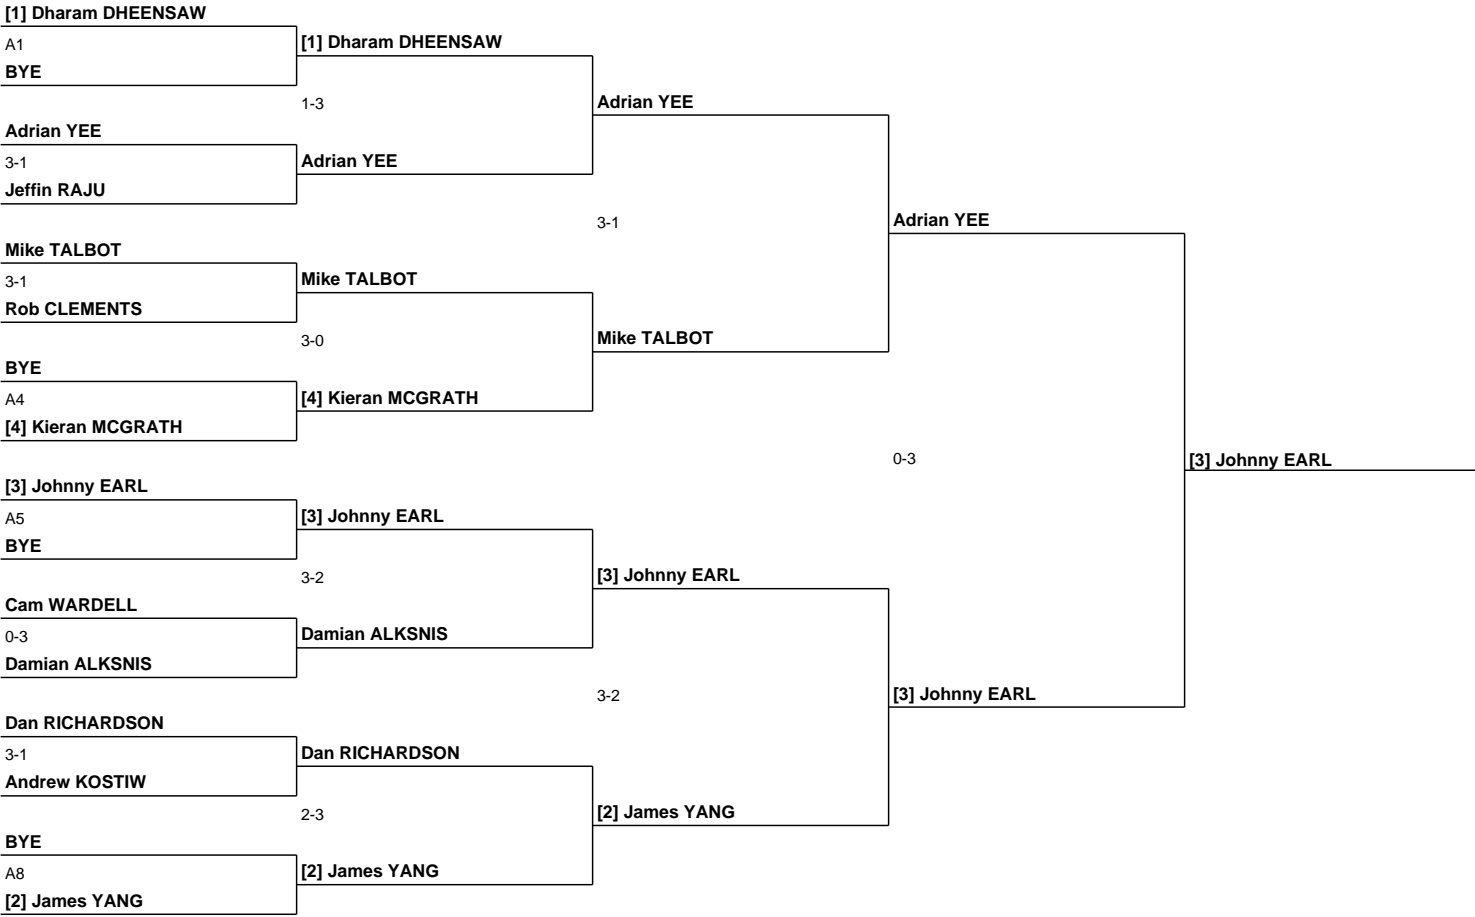 [1] Dharam DHEENSAW
A1
BYE
Adrian YEE
3-1
Jeffin RAJU
Mike TALBOT
3-1
Rob CLEMENTS
BYE
A4
[4] Kieran MCGRATH
[3] Johnny EARL
A5
BYE
Cam WARDELL
0-3
Damian ALKSNIS
Dan RICHARDSON
3-1
Andrew KOSTIW
BYE
A8
[2] James YANG
[1] Dharam DHEENSAW
1-3
Adrian YEE
Mike TALBOT
3-0
[4] Kieran MCGRATH
[3] Johnny EARL
3-2
Damian ALKSNIS
Dan RICHARDSON
2-3
[2] James YANG
Adrian YEE
3-1
Mike TALBOT
[3] Johnny EARL
3-2
[2] James YANG
Adrian YEE
0-3
[3] Johnny EARL
[3] Johnny EARL